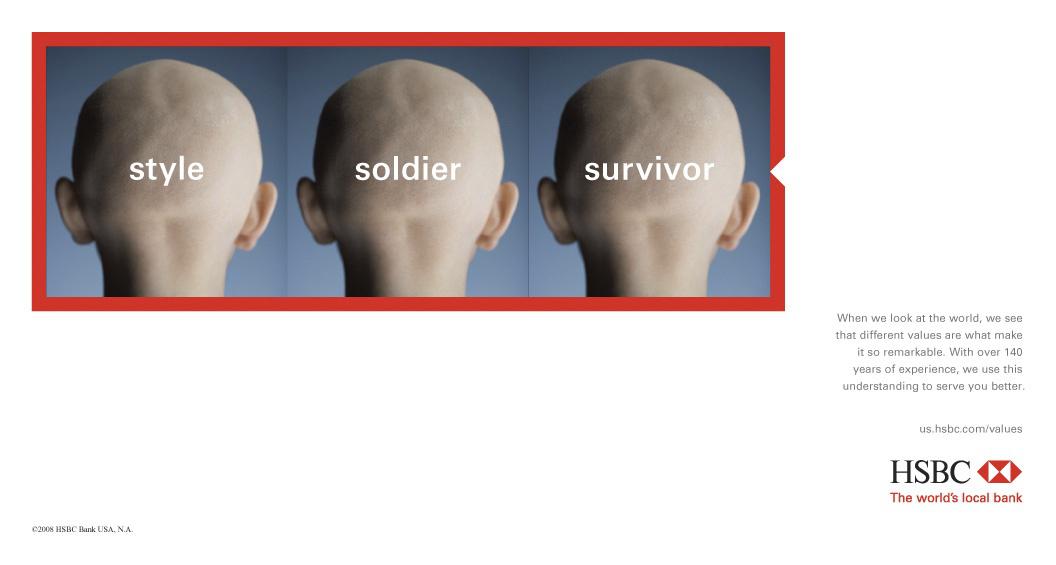 style
soldier
survivor
When we look at the world, we see
that different values are what make
it so remarkable. With over 140
years of experience, we use this
understanding to serve you better.
us.hsbc.com/values
HSBC
The world's local bank
©2008 HSBC Bank USA, N.A.